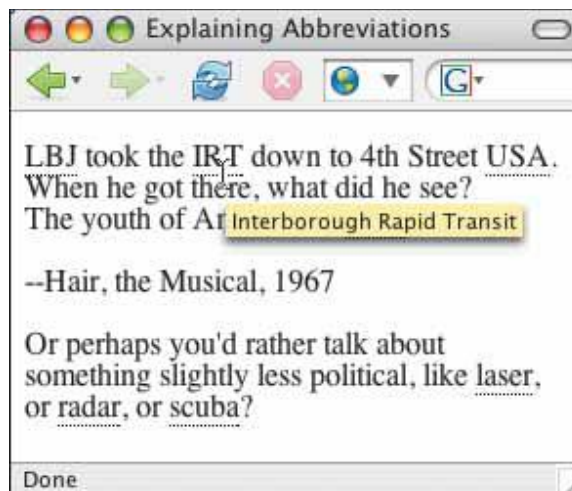 Explaining Abbreviations
G
LBJ took the IRT down to 4th Street USA.
When he got there, what did he see?
The youth of
Interborough Rapid Transit
--Hair, the Musical, 1967
Or perhaps you'd rather talk about
something slightly less political, like laser,
or radar, or scuba?
Done